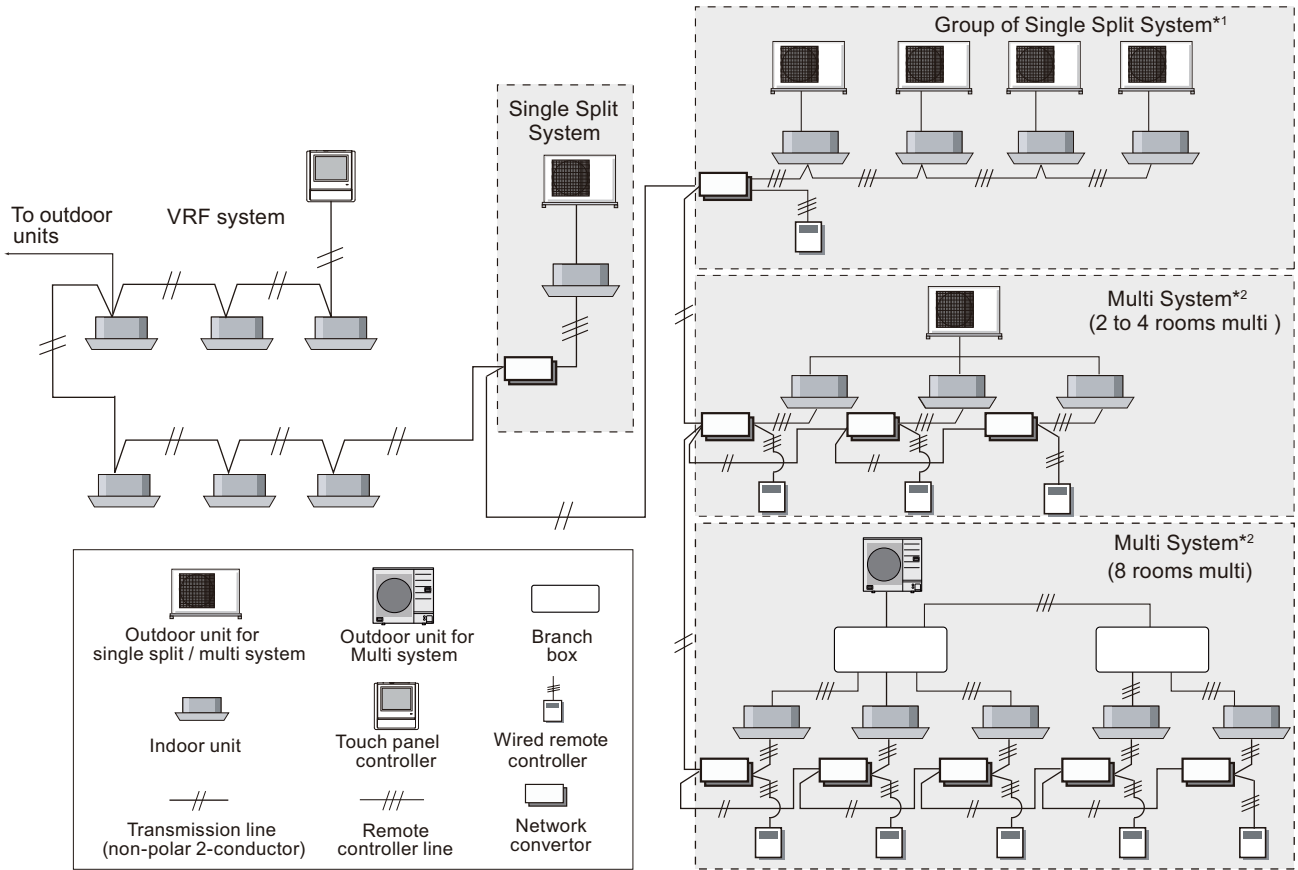 Group of Single Split System*1
Single Split
System
To outdoor
units
VRF system
Multi System*2
(2 to 4 rooms multi )
Multi System*2
(8 rooms multi)
Outdoor unit for
single split / multi system
Outdoor unit for
Multi system
Branch
box
Indoor unit
Touch panel
controller
Wired remote
controller
Transmission line
(non-polar 2-conductor)
Remote
controller line
Network
convertor